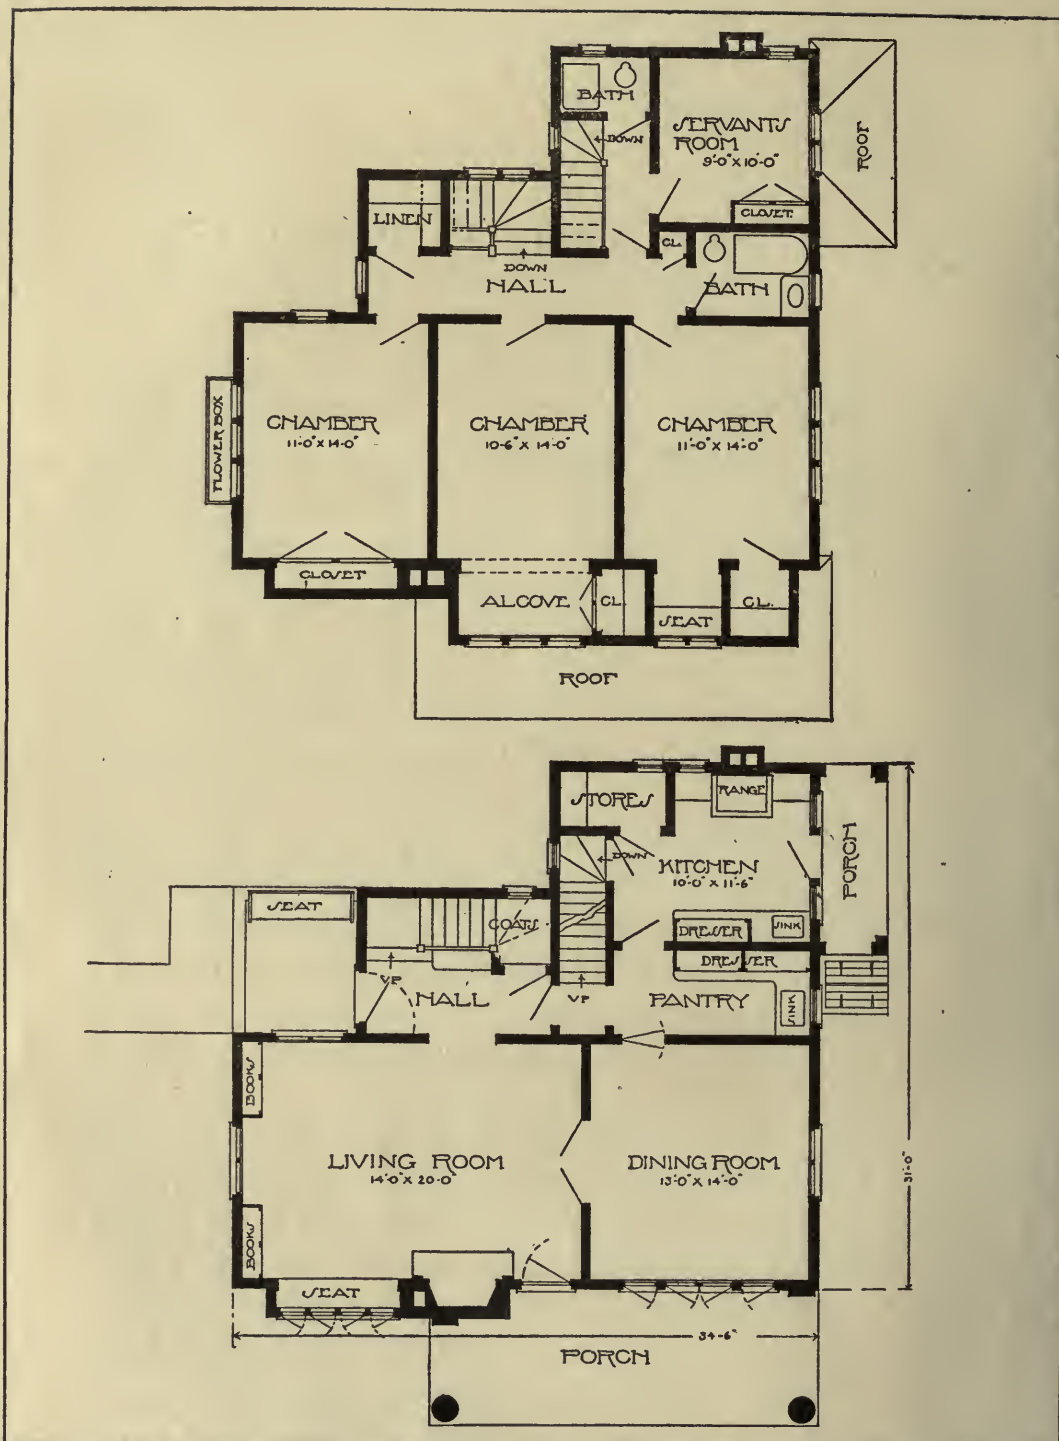 BATH
DOWN
SERVANTS
ROOM
9'-0" X 10'-0"
ROOF
LINEN
CLOSET.
CL.
DOWN
HALL
BATH
FLOWER BOX
CHAMBER
11'-0" X 14'-0"
CHAMBER
10-6" X 14'-0"
CHAMBER
11'-0" X 14'-0"
CLOSET
ALCOVE
CL.
SEAT
CL.
ROOF
STORES
RANGE
DOWN
KITCHEN
10'-0" X 11'-6"
PORCH
SEAT
COATS
DRESSER
SINK
DRESSER
UP
HALL
UP
PANTRY
SINK
BOOKS
LIVING ROOM
14'-0" X 20'-0"
DINING ROOM
13'-0" X 14'-0"
31'-0"
BOOKS
SEAT
34'-6"
PORCH